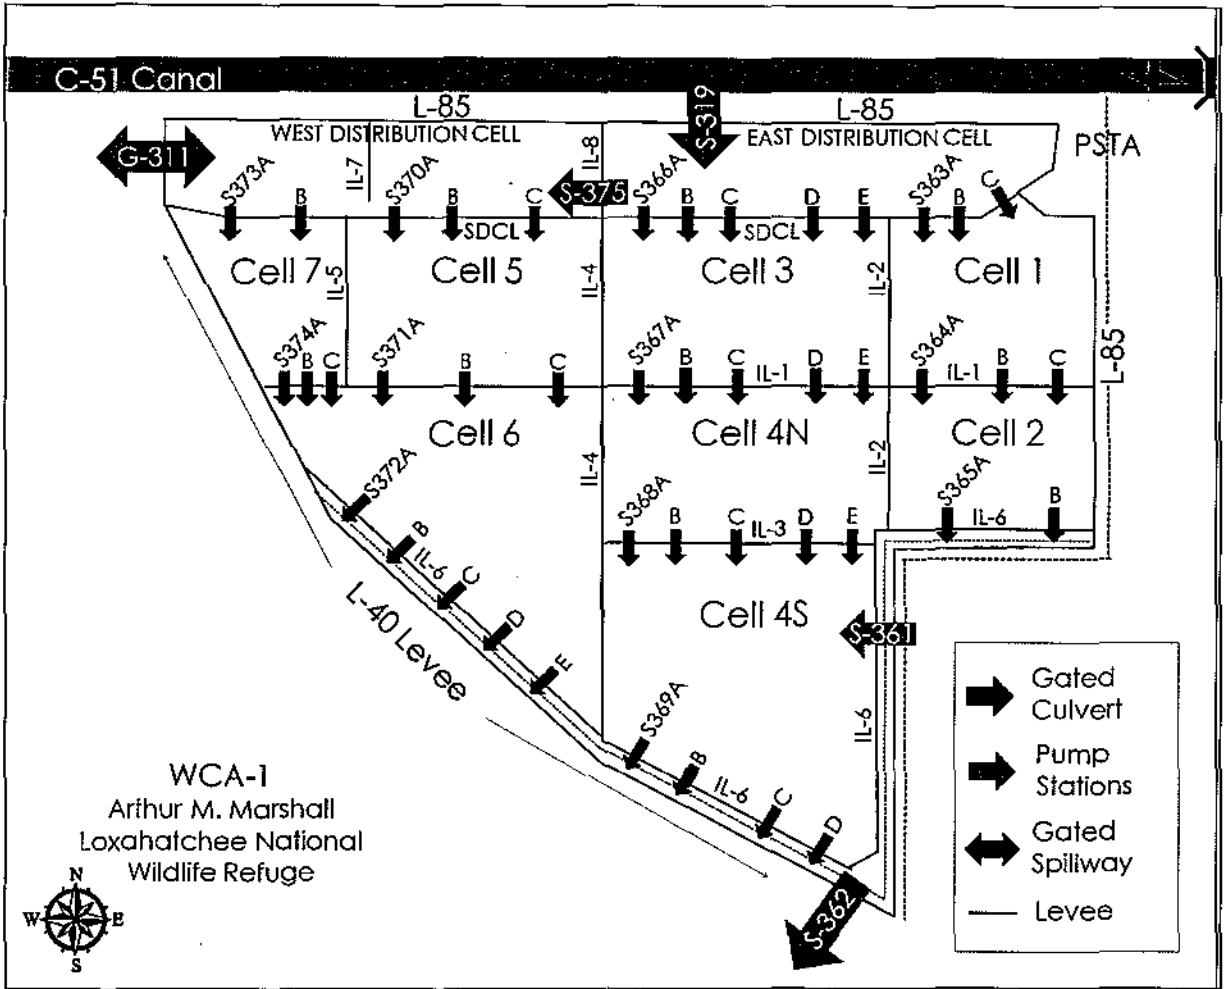 C-51 Canal
L-85
S-319
L-85
WEST DISTRIBUTION CELL
EAST DISTRIBUTION CELL
PSTA
G-311
IL-7
IL-8
S-375
S373A
B
S370A
B
C
S366A
B
C
D
E
S363A
B
C
SDCL
SDCL
Cell 7
IL-5
Cell 5
IL-4
Cell 3
IL-2
Cell 1
L-85
S374A
B
C
S371A
B
C
S367A
B
C
IL-1
D
E
S364A
IL-1
B
C
Cell 6
IL-4
Cell 4N
IL-2
Cell 2
S372A
B
IL-6
C
D
E
S368A
B
C
IL-3
D
E
S365A
IL-6
B
L-40 Levee
Cell 4S
S-361
IL-6
S369A
B
IL-6
C
D
S-362
Gated
Culvert
Pump
Stations
Gated
Spillway
Levee
WCA-1
Arthur M. Marshall
Loxahatchee National
Wildlife Refuge
N
W
E
S